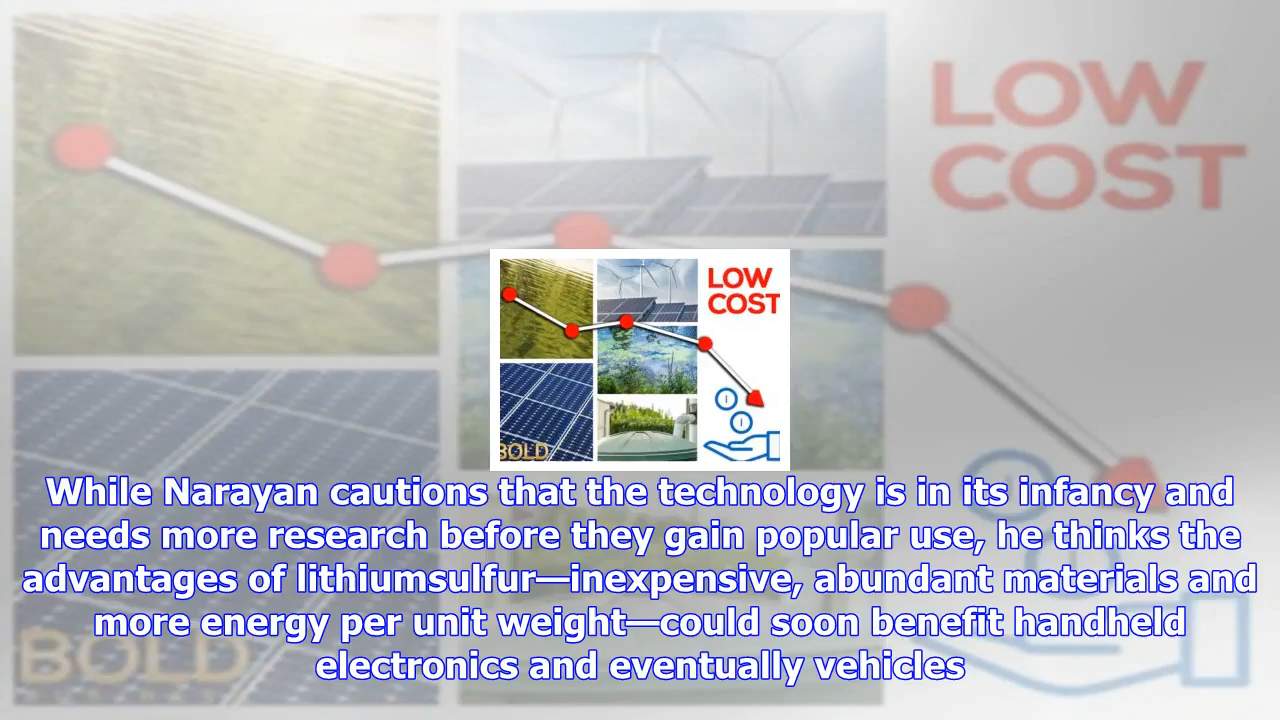 LOW
COST
LOW
COST
BOLD
While Narayan cautions that the technology is in its infancy and
needs more research before they gain popular use, he thinks the
advantages of lithiumsulfur—inexpensive, abundant materials and
more energy per unit weight—could soon benefit handheld
BOLD
electronics and eventually vehicles